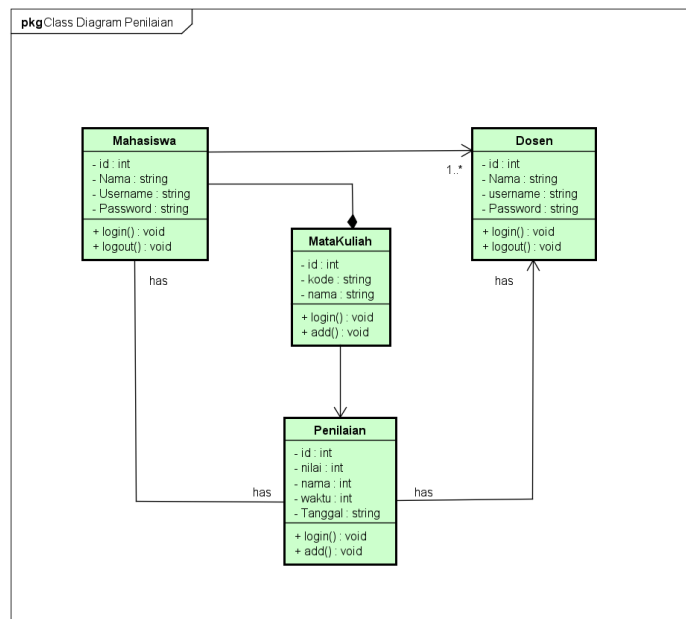 pkg Class Diagram Penilaian
Mahasiswa
- id : int
- Nama : string
- Username : string
- Password : string
+ login() : void
+ logout() : void
Dosen
- id : int
- Nama : string
- username : string
- Password : string
+ login() : void
+ logout() : void
1..*
MataKuliah
- id : int
- kode : string
- nama : string
+ login() : void
+ add() : void
has
has
Penilaian
- id : int
- nilai : int
- nama : int
- waktu : int
- Tanggal : string
+ login() : void
+ add() : void
has
has